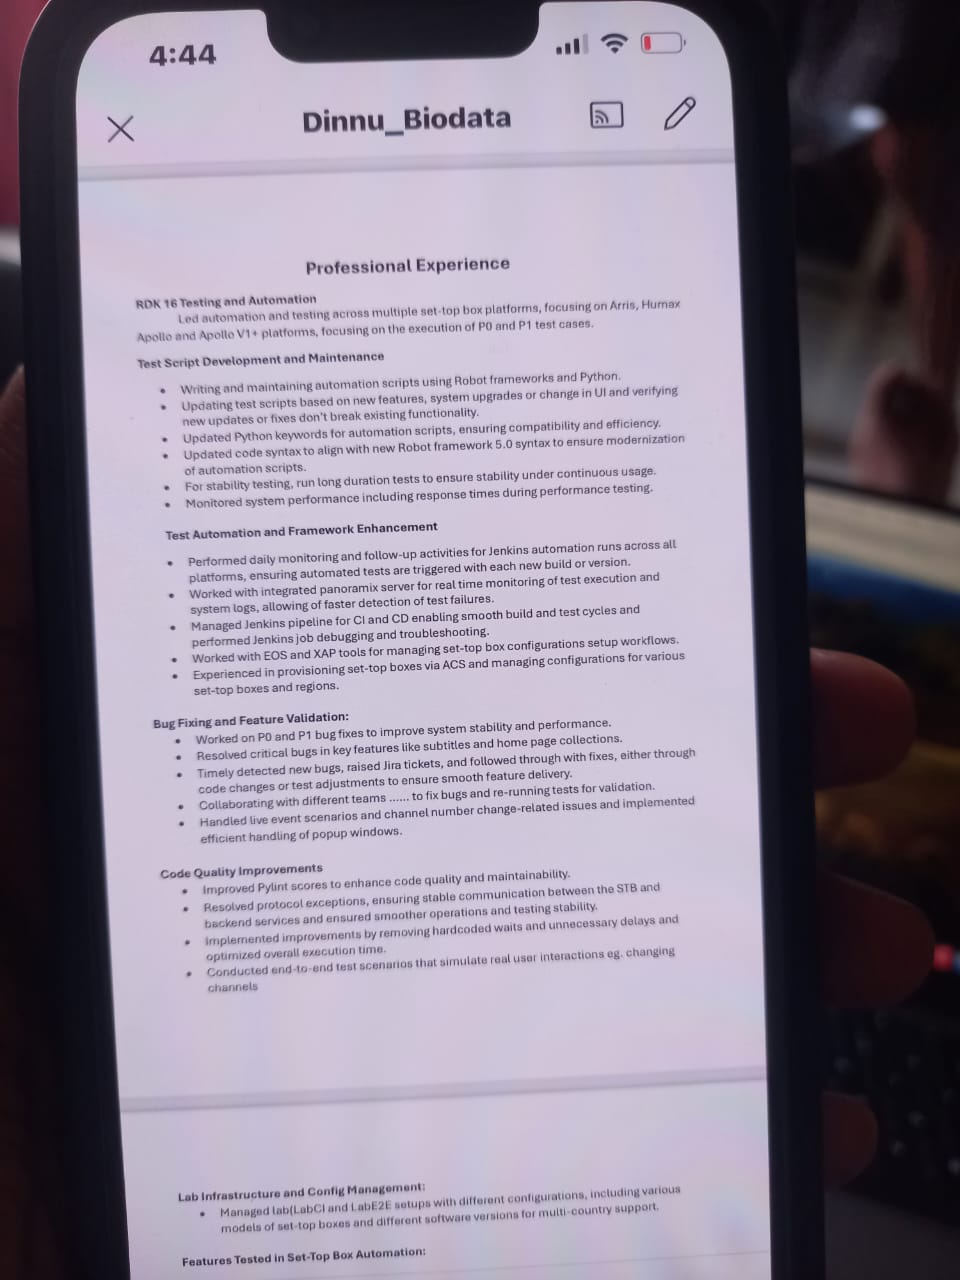 4:44
Dinnu_Biodata
Professional Experience
RDK 16 Testing and Automation
Led automation and testing across multiple set-top box platforms, focusing on Arris, Humax
Apollo and Apollo V1+ platforms, focusing on the execution of P0 and P1 test cases.
Test Script Development and Maintenance
• Writing and maintaining automation scripts using Robot frameworks and Python.
• Updating test scripts based on new features, system upgrades or change in UI and verifying
new updates or fixes don't break existing functionality.
• Updated Python keywords for automation scripts, ensuring compatibility and efficiency.
• Updated code syntax to align with new Robot framework 5.0 syntax to ensure modernization
of automation scripts.
• For stability testing, run long duration tests to ensure stability under continuous usage.
• Monitored system performance including response times during performance testing.
Test Automation and Framework Enhancement
• Performed daily monitoring and follow-up activities for Jenkins automation runs across all
platforms, ensuring automated tests are triggered with each new build or version.
• Worked with integrated panoramix server for real time monitoring of test execution and
system logs, allowing of faster detection of test failures.
• Managed Jenkins pipeline for CI and CD enabling smooth build and test cycles and
performed Jenkins job debugging and troubleshooting.
• Worked with EOS and XAP tools for managing set-top box configurations setup workflows.
• Experienced in provisioning set-top boxes via ACS and managing configurations for various
set-top boxes and regions.
Bug Fixing and Feature Validation:
• Worked on P0 and P1 bug fixes to improve system stability and performance.
• Resolved critical bugs in key features like subtitles and home page collections.
• Timely detected new bugs, raised Jira tickets, and followed through with fixes, either through
code changes or test adjustments to ensure smooth feature delivery.
• Collaborating with different teams ...... to fix bugs and re-running tests for validation.
• Handled live event scenarios and channel number change-related issues and implemented
efficient handling of popup windows.
Code Quality Improvements
• Improved Pylint scores to enhance code quality and maintainability.
• Resolved protocol exceptions, ensuring stable communication between the STB and
backend services and ensured smoother operations and testing stability.
• Implemented improvements by removing hardcoded waits and unnecessary delays and
optimized overall execution time.
• Conducted end-to-end test scenarios that simulate real user interactions eg. changing
channels
Lab Infrastructure and Config Management:
• Managed lab(LabCI and LabE2E setups with different configurations, including various
models of set-top boxes and different software versions for multi-country support.
Features Tested in Set-Top Box Automation: